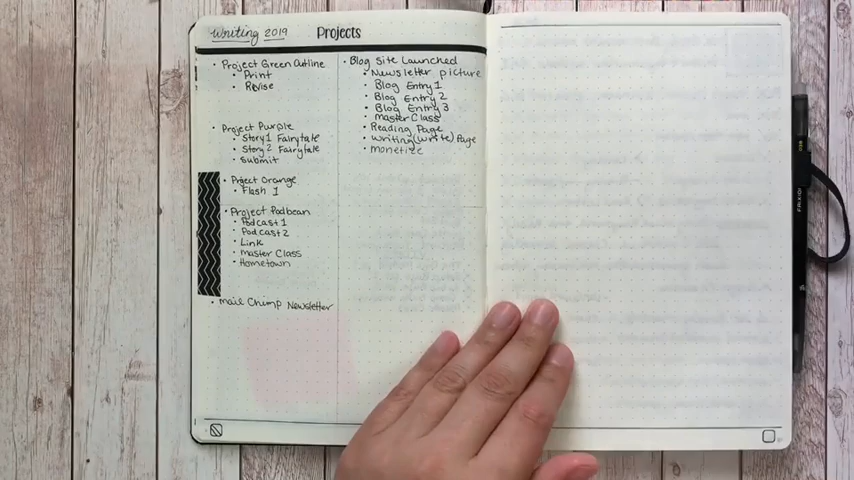 Writing 2019
Projects
• Project Green Outline
• Print
• Revise
• Project Purple
• Story 1 Fairytale
• Story 2 Fairytale
• Submit
• Project Orange
• Flash 1
• Project Podbean
• Podcast 1
• Podcast 2
• Link
• Master Class
• Hometown
• Mail Chimp Newsletter
• Blog Site Launched
• Newsletter picture
• Blog Entry 1
• Blog Entry 2
• Blog Entry 3
• Master Class
• Reading Page
• Writing (Write) Page
• Monetize